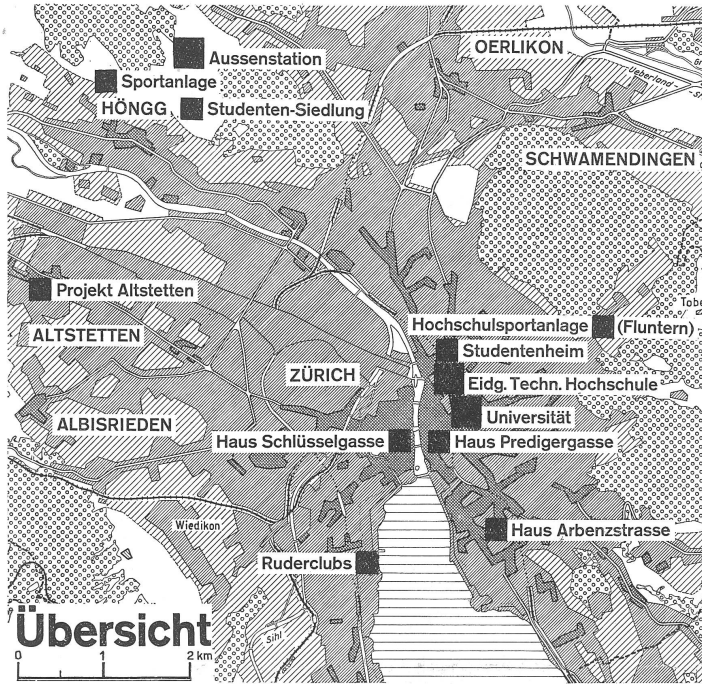 OERLIKON
Aussenstation
Ueberland
Sportanlage
HÖNGG
Studenten-Siedlung
SCHWAMENDINGEN
Projekt Altstetten
Hochschulsportanlage (Fluntern)
ALTSTETTEN
Studentenheim
ZÜRICH
Eidg. Techn. Hochschule
Universität
ALBISRIEDEN
Haus Schlüsselgasse
Haus Predigergasse
Wiedikon
Haus Arbenzstrasse
Ruderclubs
Übersicht
Sihl
0 1 2 km